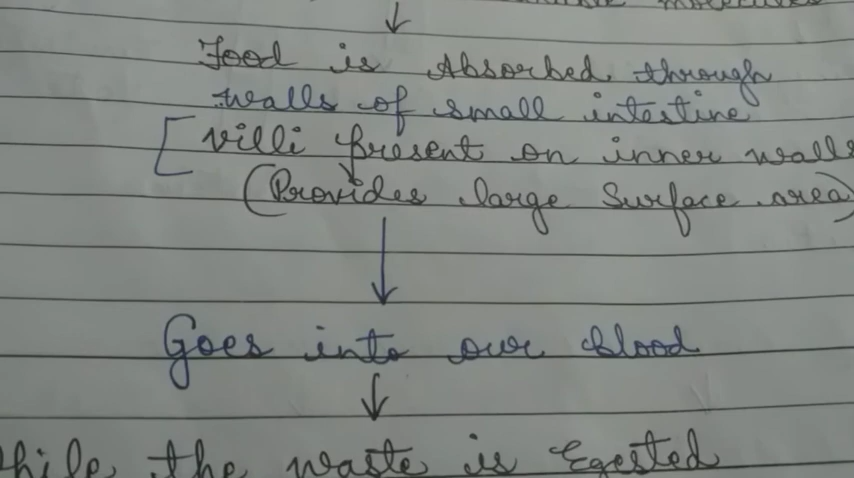 Food is Absorbed through
walls of small intestine
[villi present on inner walls
(Provides large surface area)
Goes into our blood
while the waste is Egested